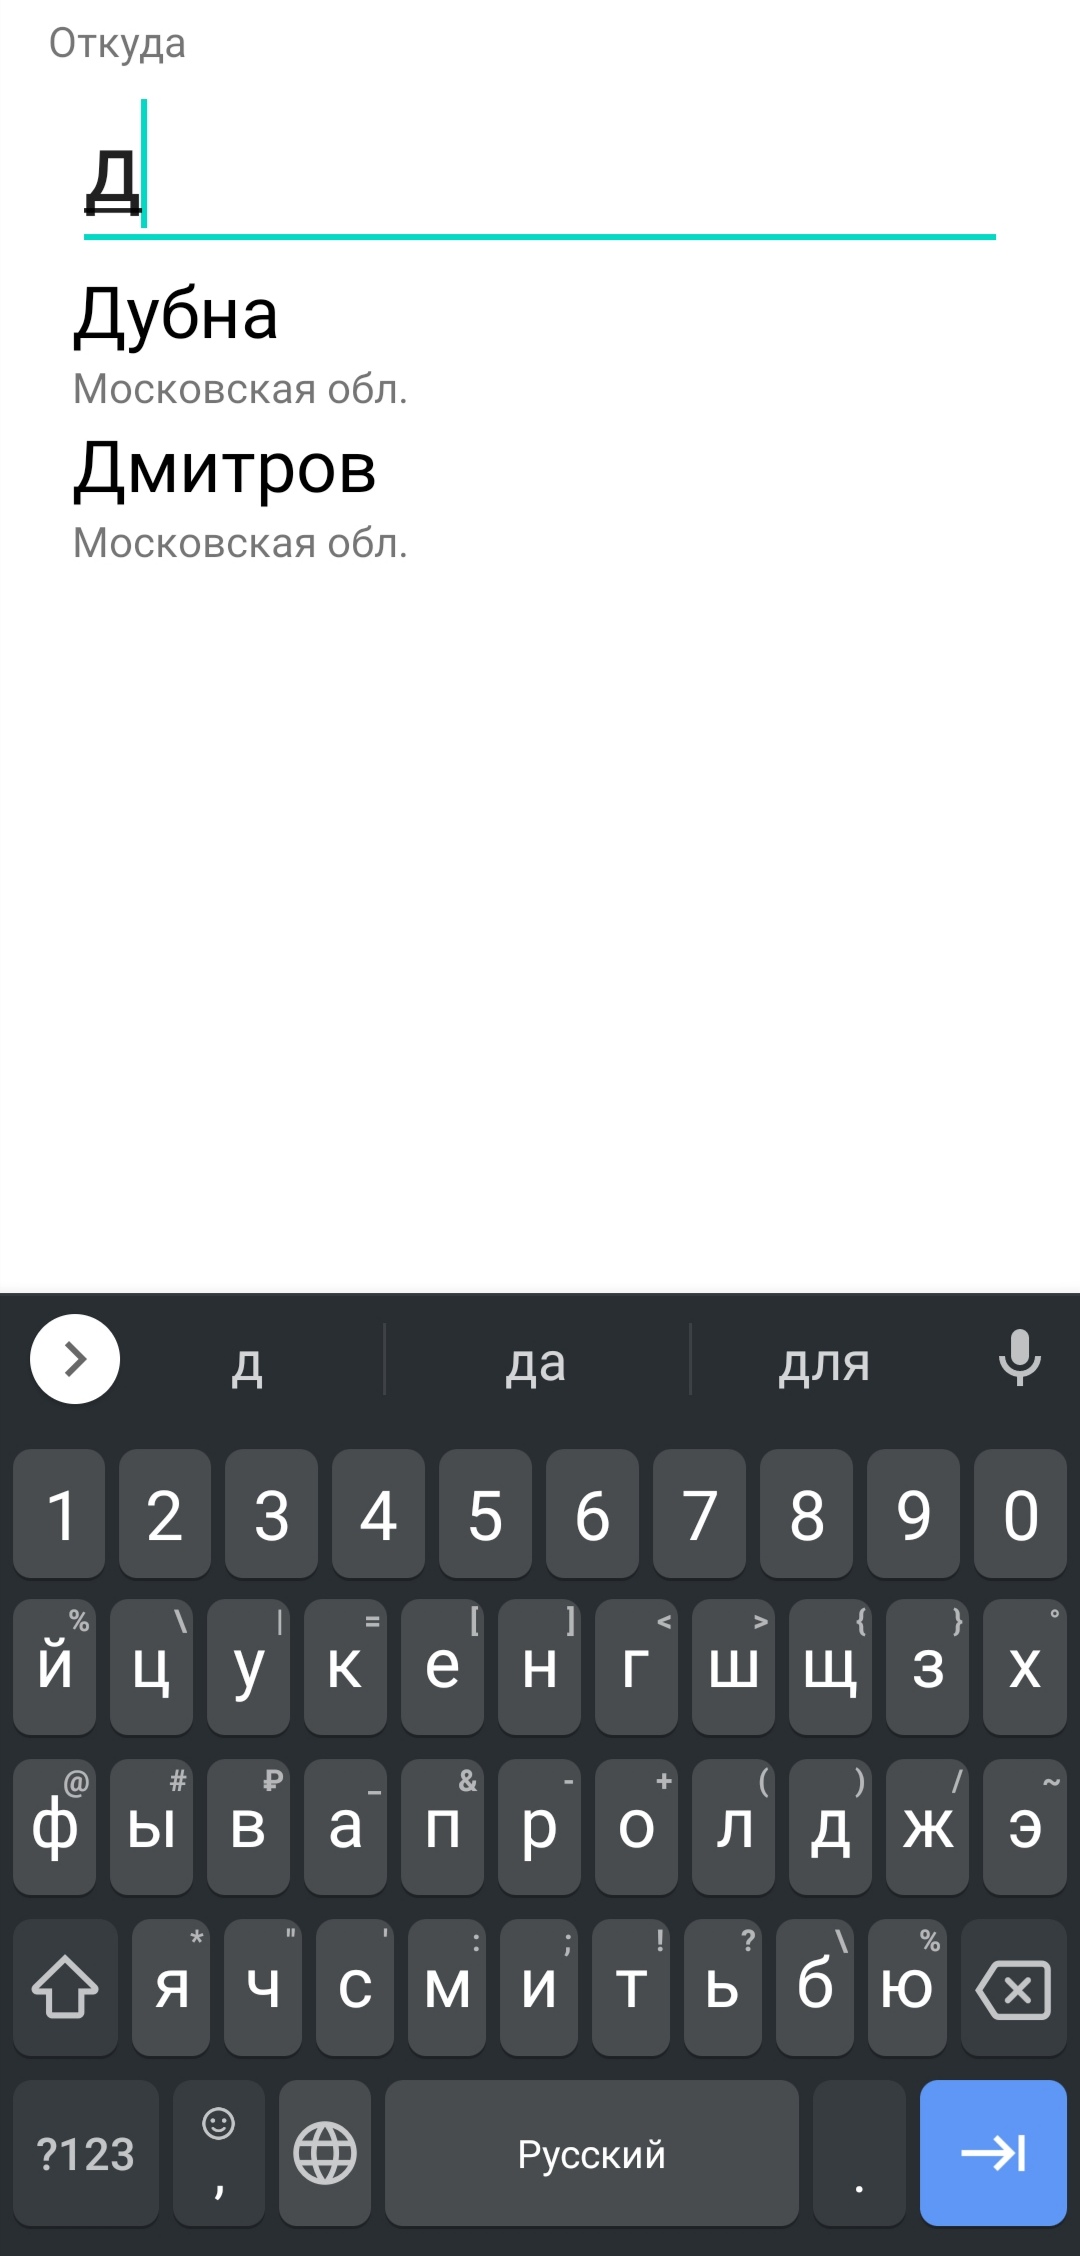 Откуда
д
Дубна
Московская обл.
Дмитров
Московская обл.
д да для
1 2 3 4 5 6 7 8 9 0
% \ | = [ ] < > { } °
й ц у к е н г ш щ з х
@ # ₽ _ & - + ( ) / ~
ф ы в а п р о л д ж э
* " ' : ; ! ? \ %
я ч с м и т ь б ю
?123 , Русский .